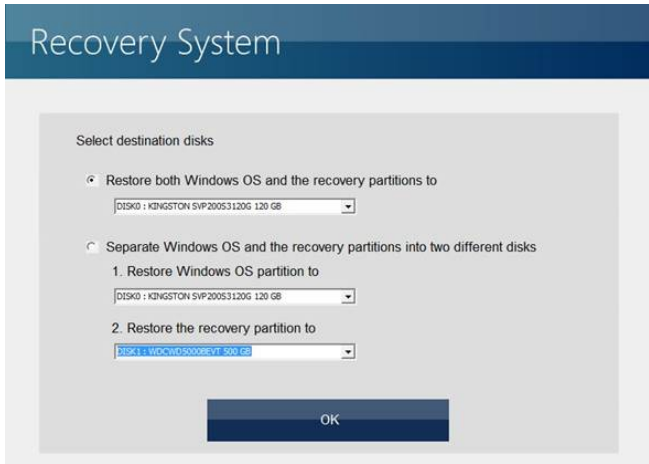 Recovery System
Select destination disks
Restore both Windows OS and the recovery partitions to
DISK0 : KINGSTON SVP200S3120G 120 GB
Separate Windows OS and the recovery partitions into two different disks
1. Restore Windows OS partition to
DISK0 : KINGSTON SVP200S3120G 120 GB
2. Restore the recovery partition to
DISK1 : WDCWD5000BEVT 500 GB
OK